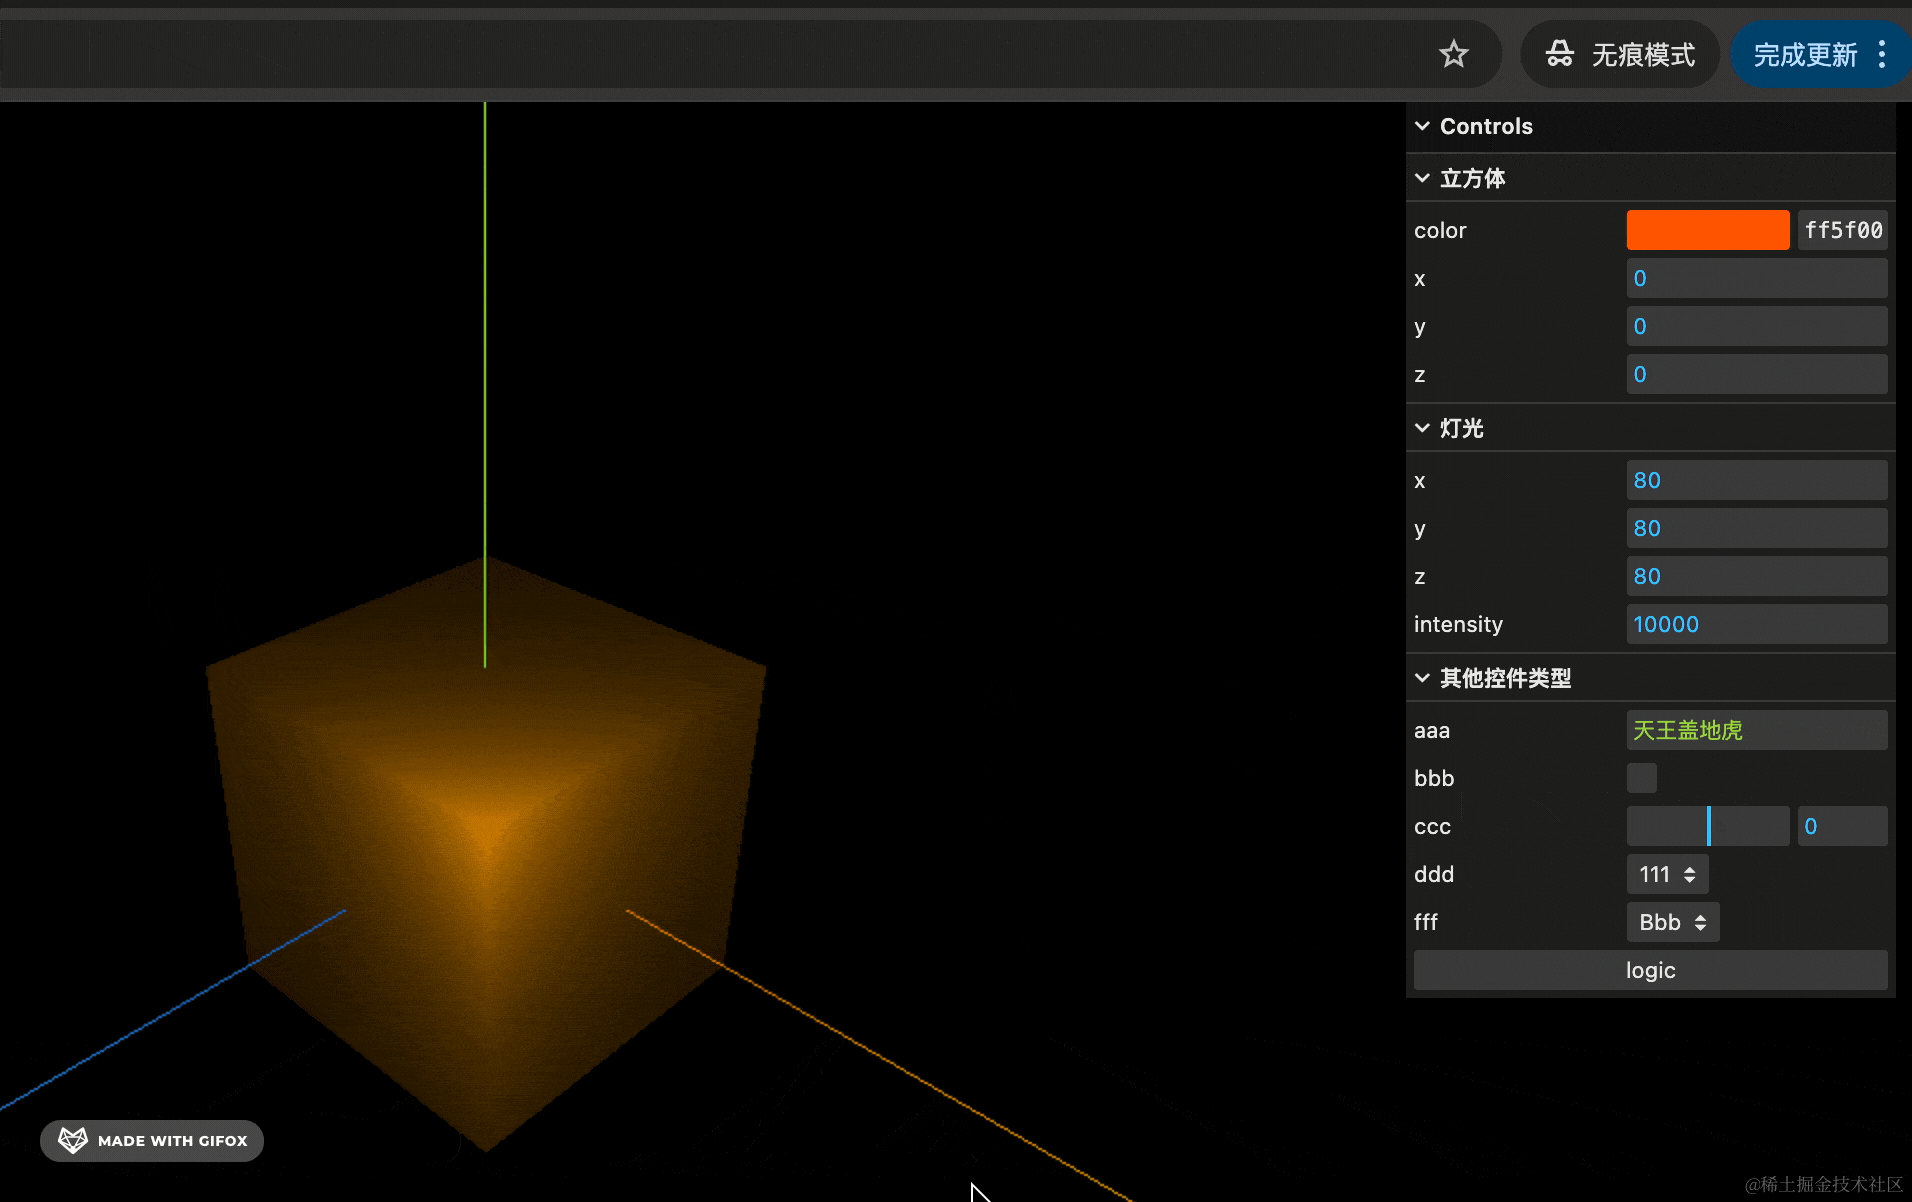 无痕模式
完成更新
Controls
立方体
color ff5f00
x 0
y 0
z 0
灯光
x 80
y 80
z 80
intensity 10000
其他控件类型
aaa 天王盖地虎
bbb
ccc 0
ddd 111
fff Bbb
logic
MADE WITH GIFOX
@稀土掘金技术社区